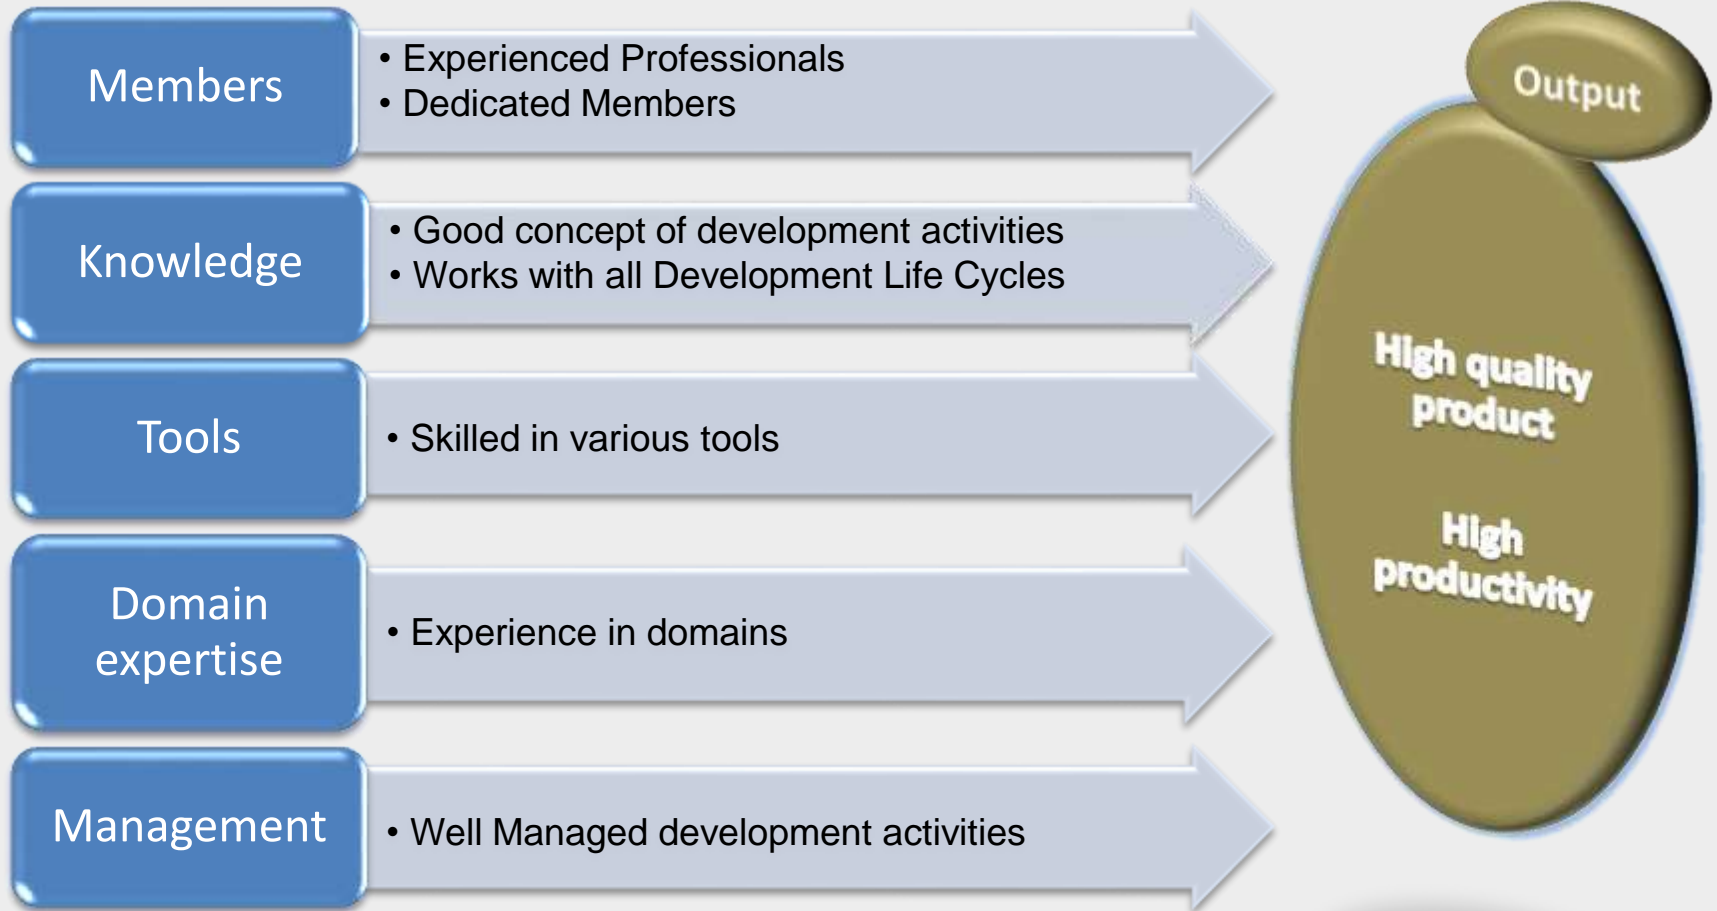 Members
• Experienced Professionals
• Dedicated Members
Knowledge
• Good concept of development activities
• Works with all Development Life Cycles
Tools
• Skilled in various tools
Domain
expertise
• Experience in domains
Management
• Well Managed development activities
Output
High quality
product
High
productivity